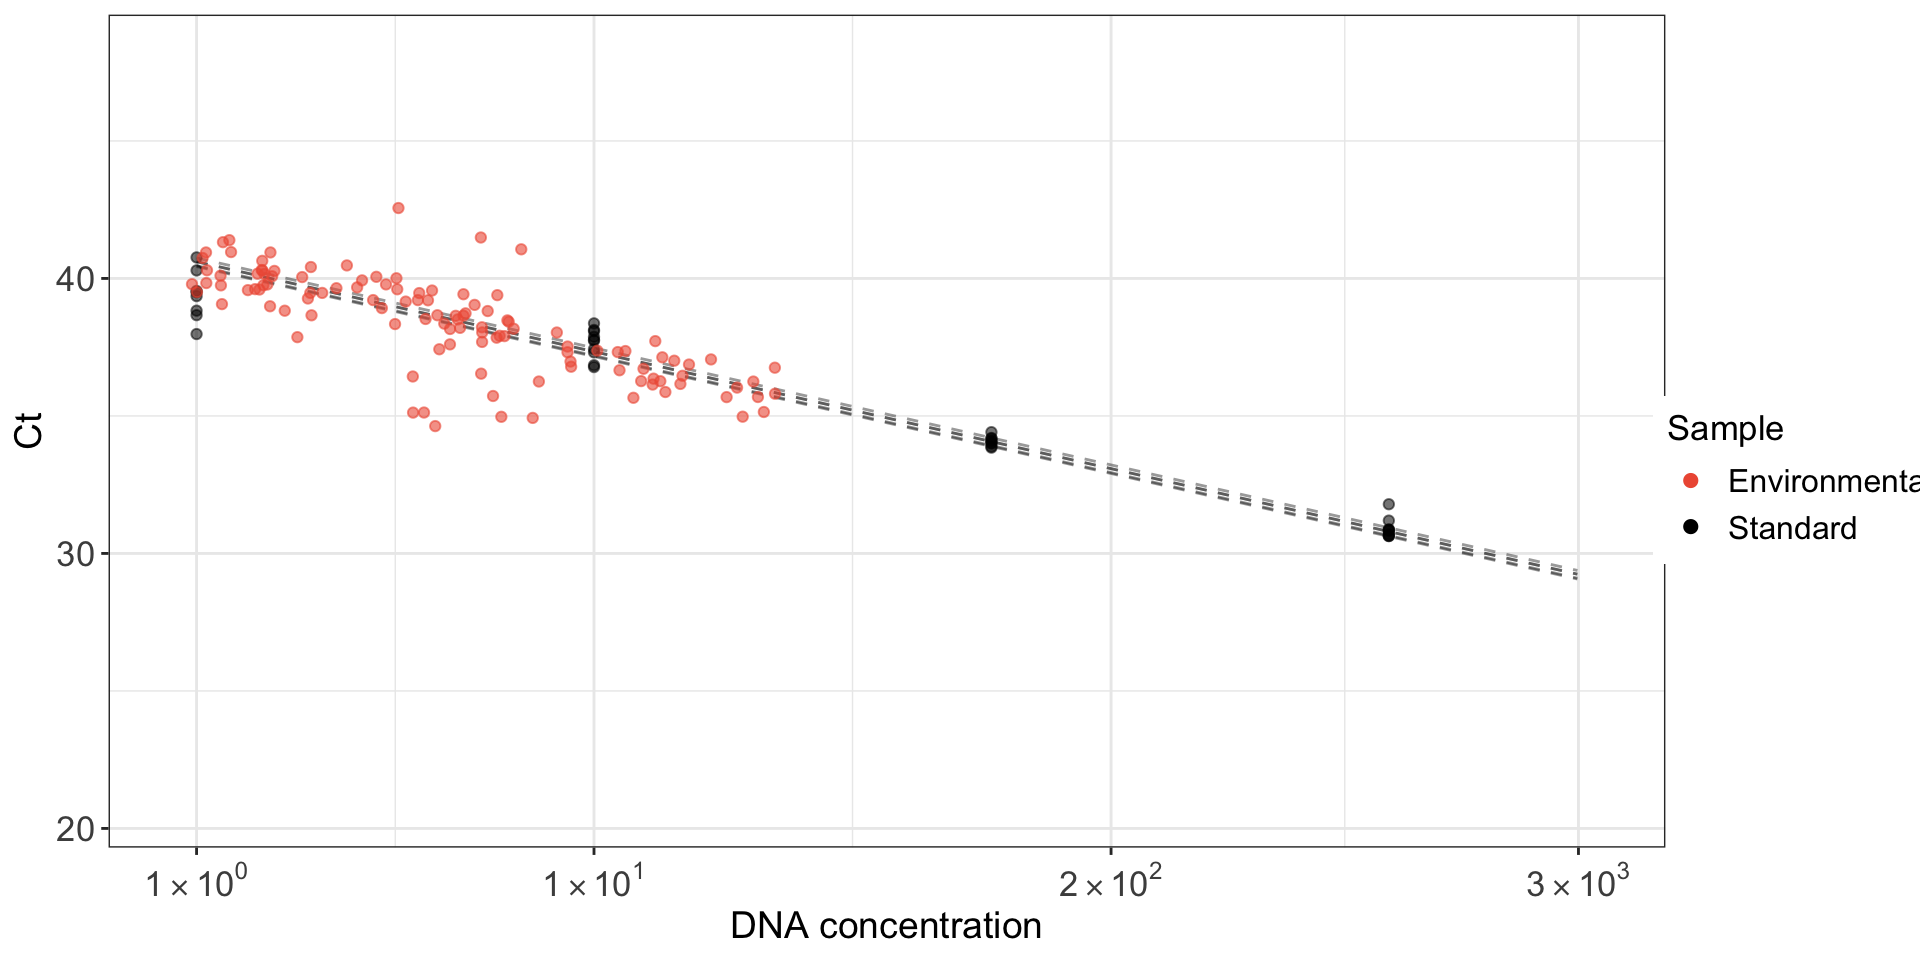 40
30
20
Ct
1 × 10⁰
1 × 10¹
2 × 10²
3 × 10³
DNA concentration
Sample
Environmenta
Standard